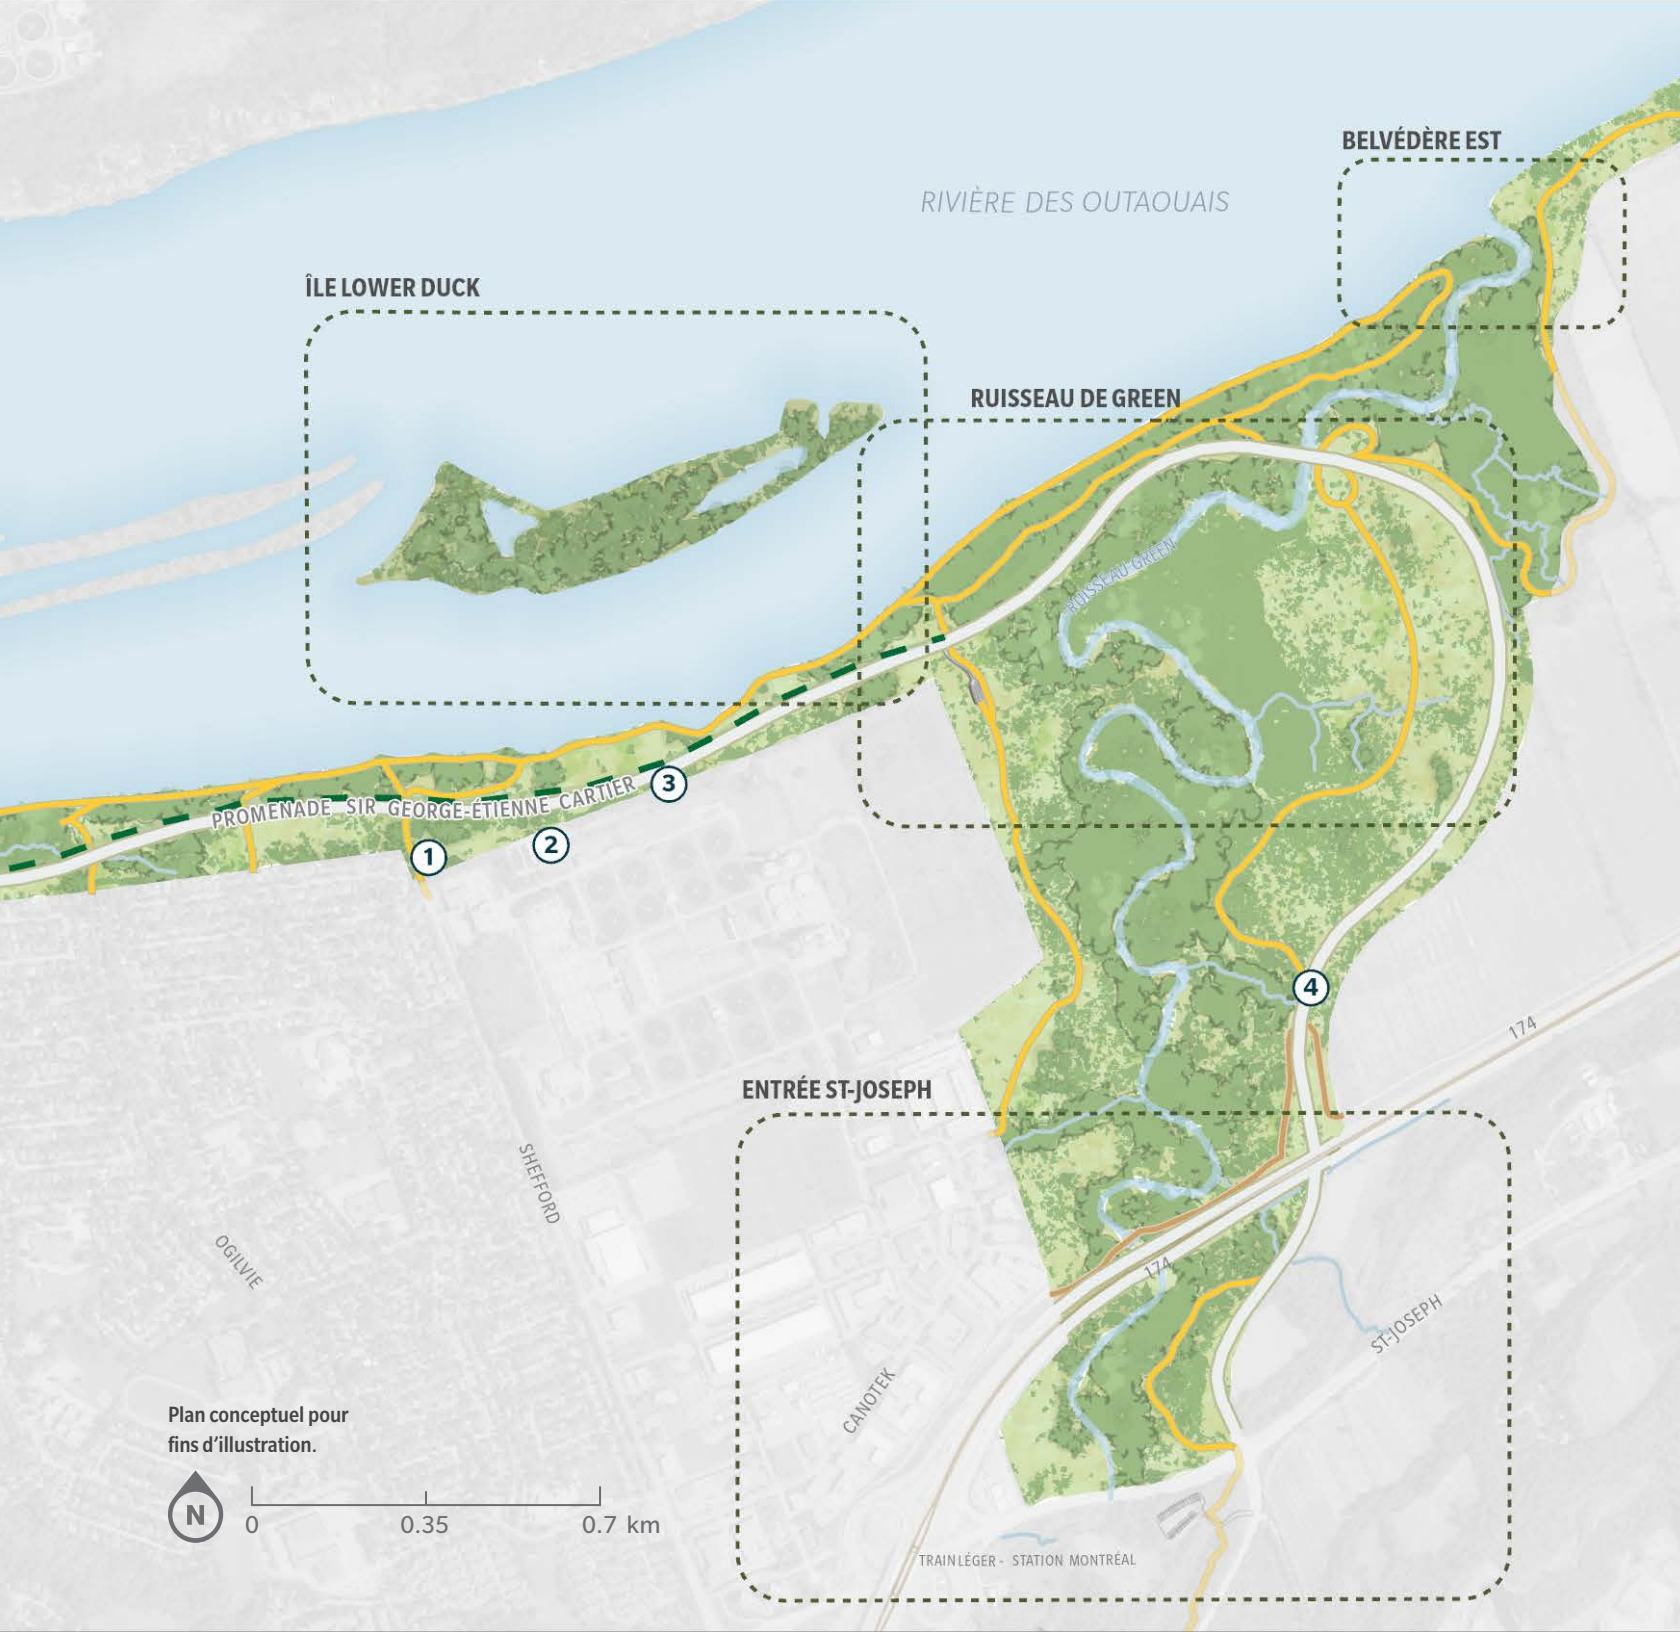 BELVÉDÈRE EST
RIVIÈRE DES OUTAOUAIS
ÎLE LOWER DUCK
RUISSEAU DE GREEN
RUISSEAU GREEN
PROMENADE SIR GEORGE-ÉTIENNE CARTIER
3
2
1
4
174
ENTRÉE ST-JOSEPH
SHEFFORD
OGILVIE
174
ST-JOSEPH
CANOTEK
Plan conceptuel pour
fins d'illustration.
N
0 0.35 0.7 km
TRAIN LÉGER - STATION MONTRÉAL